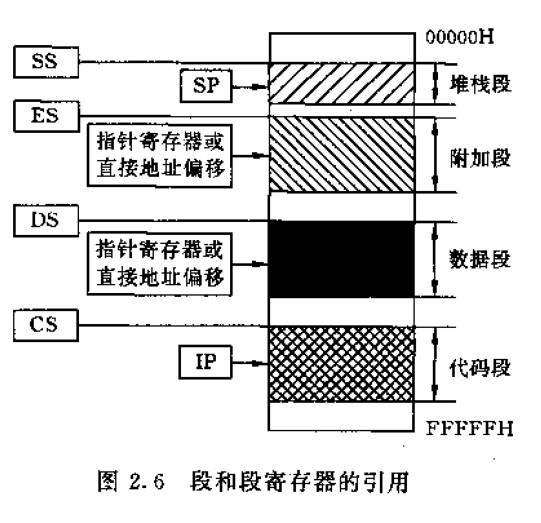 00000H
SS
SP
堆栈段
ES
指针寄存器或
直接地址偏移
附加段
DS
指针寄存器或
直接地址偏移
数据段
CS
IP
代码段
FFFFFH
图 2.6 段和段寄存器的引用